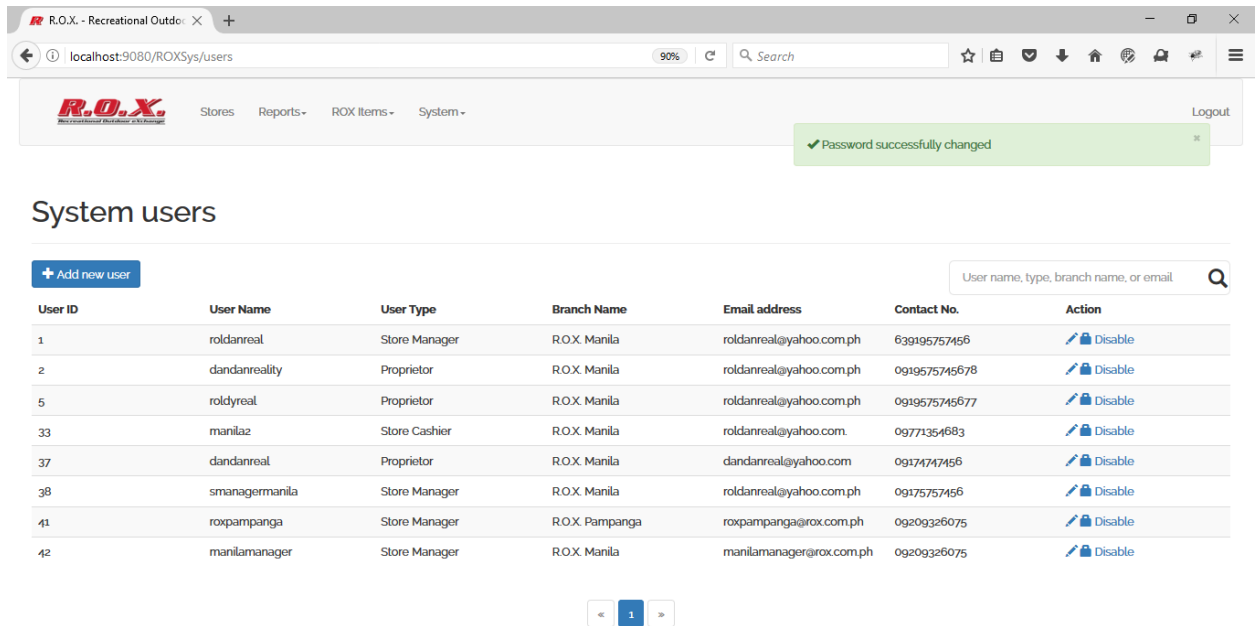 R.O.X. - Recreational Outdoo
localhost:9080/ROXSys/users 90% Search
R.O.X. Stores Reports ROX Items System Logout
Recreational Outdoor eXchange
Password successfully changed ×
System users
Add new user User name, type, branch name, or email
User ID User Name User Type Branch Name Email address Contact No. Action
1 roldanreal Store Manager R.O.X. Manila roldanreal@yahoo.com.ph 639195757456 Disable
2 dandanreality Proprietor R.O.X. Manila roldanreal@yahoo.com.ph 0919575745678 Disable
5 roldyreal Proprietor R.O.X. Manila roldanreal@yahoo.com.ph 0919575745677 Disable
33 manila2 Store Cashier R.O.X. Manila roldanreal@yahoo.com. 09771354683 Disable
37 dandanreal Proprietor R.O.X. Manila dandanreal@yahoo.com 09174747456 Disable
38 smanagermanila Store Manager R.O.X. Manila roldanreal@yahoo.com.ph 09175757456 Disable
41 roxpampanga Store Manager R.O.X. Pampanga roxpampanga@rox.com.ph 09209326075 Disable
42 manilamanager Store Manager R.O.X. Manila manilamanager@rox.com.ph 09209326075 Disable
« 1 »